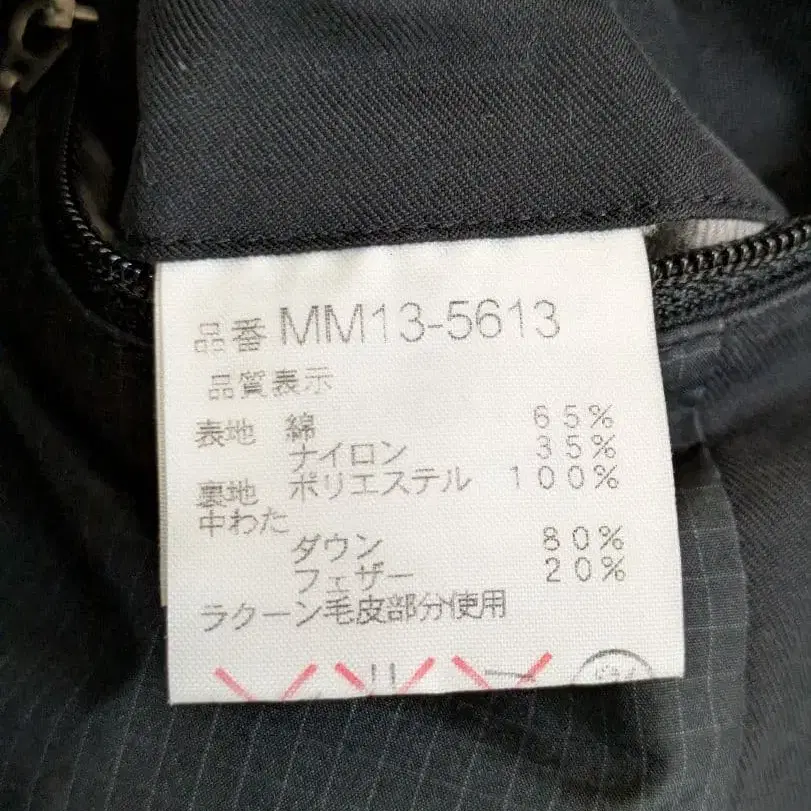 品番 MM13-5613
品質表示
表地 綿 65%
ナイロン 35%
裏地 ポリエステル 100%
中わた
ダウン 80%
フェザー 20%
ラクーン毛皮部分使用